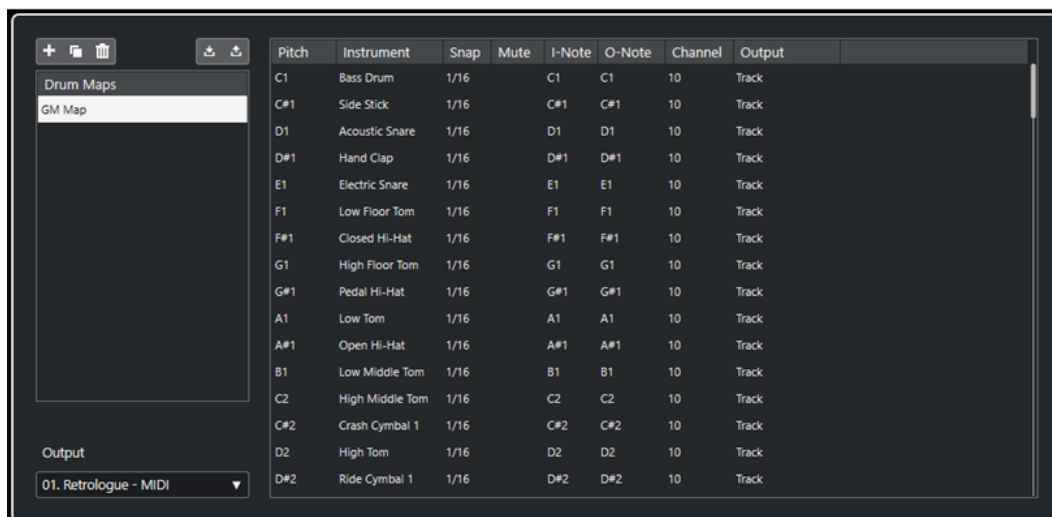 Drum Maps
GM Map
Output
01. Retrologue - MIDI
Pitch Instrument Snap Mute I-Note O-Note Channel Output
C1 Bass Drum 1/16 C1 C1 10 Track
C#1 Side Stick 1/16 C#1 C#1 10 Track
D1 Acoustic Snare 1/16 D1 D1 10 Track
D#1 Hand Clap 1/16 D#1 D#1 10 Track
E1 Electric Snare 1/16 E1 E1 10 Track
F1 Low Floor Tom 1/16 F1 F1 10 Track
F#1 Closed Hi-Hat 1/16 F#1 F#1 10 Track
G1 High Floor Tom 1/16 G1 G1 10 Track
G#1 Pedal Hi-Hat 1/16 G#1 G#1 10 Track
A1 Low Tom 1/16 A1 A1 10 Track
A#1 Open Hi-Hat 1/16 A#1 A#1 10 Track
B1 Low Middle Tom 1/16 B1 B1 10 Track
C2 High Middle Tom 1/16 C2 C2 10 Track
C#2 Crash Cymbal 1 1/16 C#2 C#2 10 Track
D2 High Tom 1/16 D2 D2 10 Track
D#2 Ride Cymbal 1 1/16 D#2 D#2 10 Track